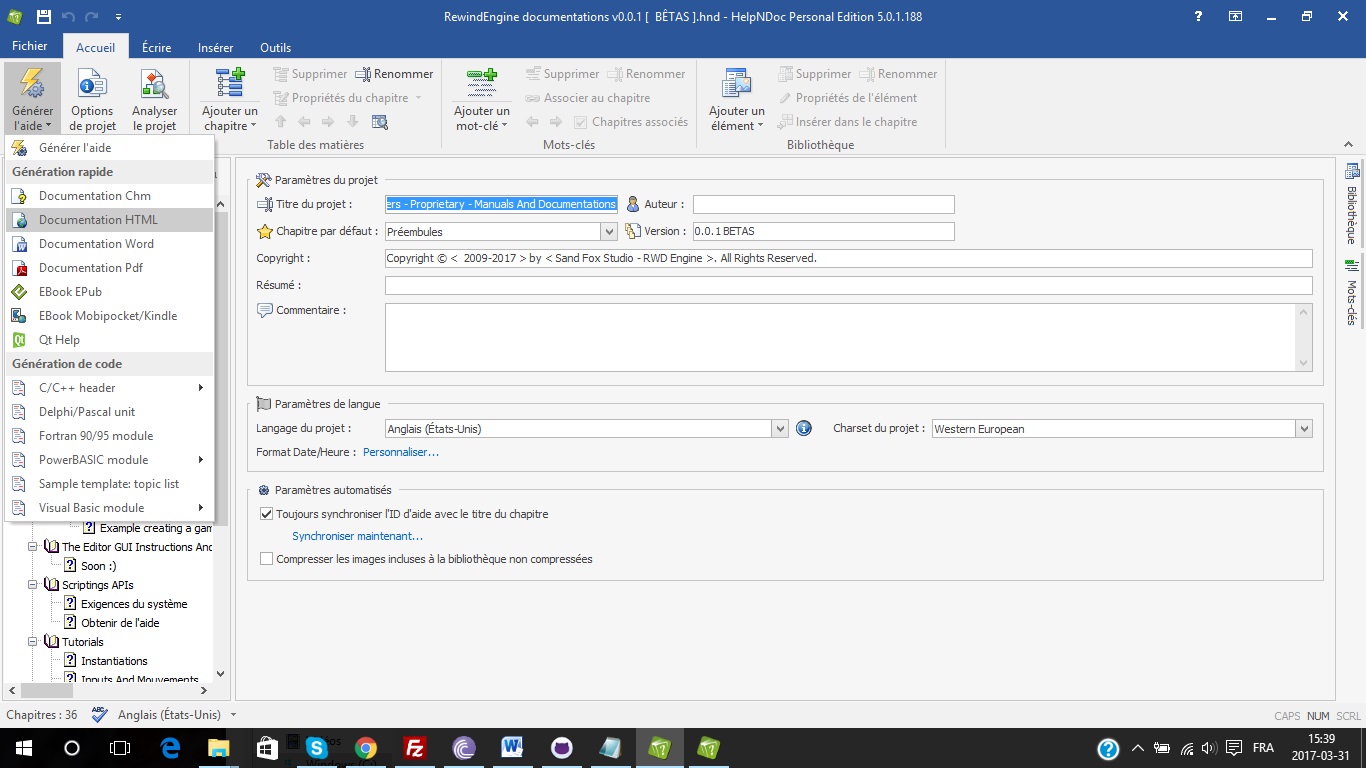 RewindEngine documentations v0.0.1 [ BÊTAS ].hnd - HelpNDoc Personal Edition 5.0.1.188
Fichier Accueil Écrire Insérer Outils
Générer l'aide
Options de projet
Analyser le projet
Ajouter un chapitre
Supprimer Renommer
Propriétés du chapitre
Table des matières
Ajouter un mot-clé
Supprimer Renommer
Associer au chapitre
Chapitres associés
Mots-clés
Ajouter un élément
Supprimer Renommer
Propriétés de l'élément
Insérer dans le chapitre
Bibliothèque
Générer l'aide
Génération rapide
Documentation Chm
Documentation HTML
Documentation Word
Documentation Pdf
EBook EPub
EBook Mobipocket/Kindle
Qt Help
Génération de code
C/C++ header
Delphi/Pascal unit
Fortran 90/95 module
PowerBASIC module
Sample template: topic list
Visual Basic module
Example creating a gam
The Editor GUI Instructions And
Soon :)
Scriptings APIs
Exigences du système
Obtenir de l'aide
Tutorials
Instantiations
Inputs And Mouvements
Paramètres du projet
Titre du projet : ers - Proprietary - Manuals And Documentations Auteur :
Chapitre par défaut : Préembules Version : 0.0.1 BETAS
Copyright : Copyright © < 2009-2017 > by < Sand Fox Studio - RWD Engine >. All Rights Reserved.
Résumé :
Commentaire :
Paramètres de langue
Langage du projet : Anglais (États-Unis) Charset du projet : Western European
Format Date/Heure : Personnaliser...
Paramètres automatisés
Toujours synchroniser l'ID d'aide avec le titre du chapitre
Synchroniser maintenant...
Compresser les images incluses à la bibliothèque non compressées
Bibliothèque
Mots-clés
Chapitres : 36 Anglais (États-Unis) CAPS NUM SCRL
FRA 15:39
2017-03-31